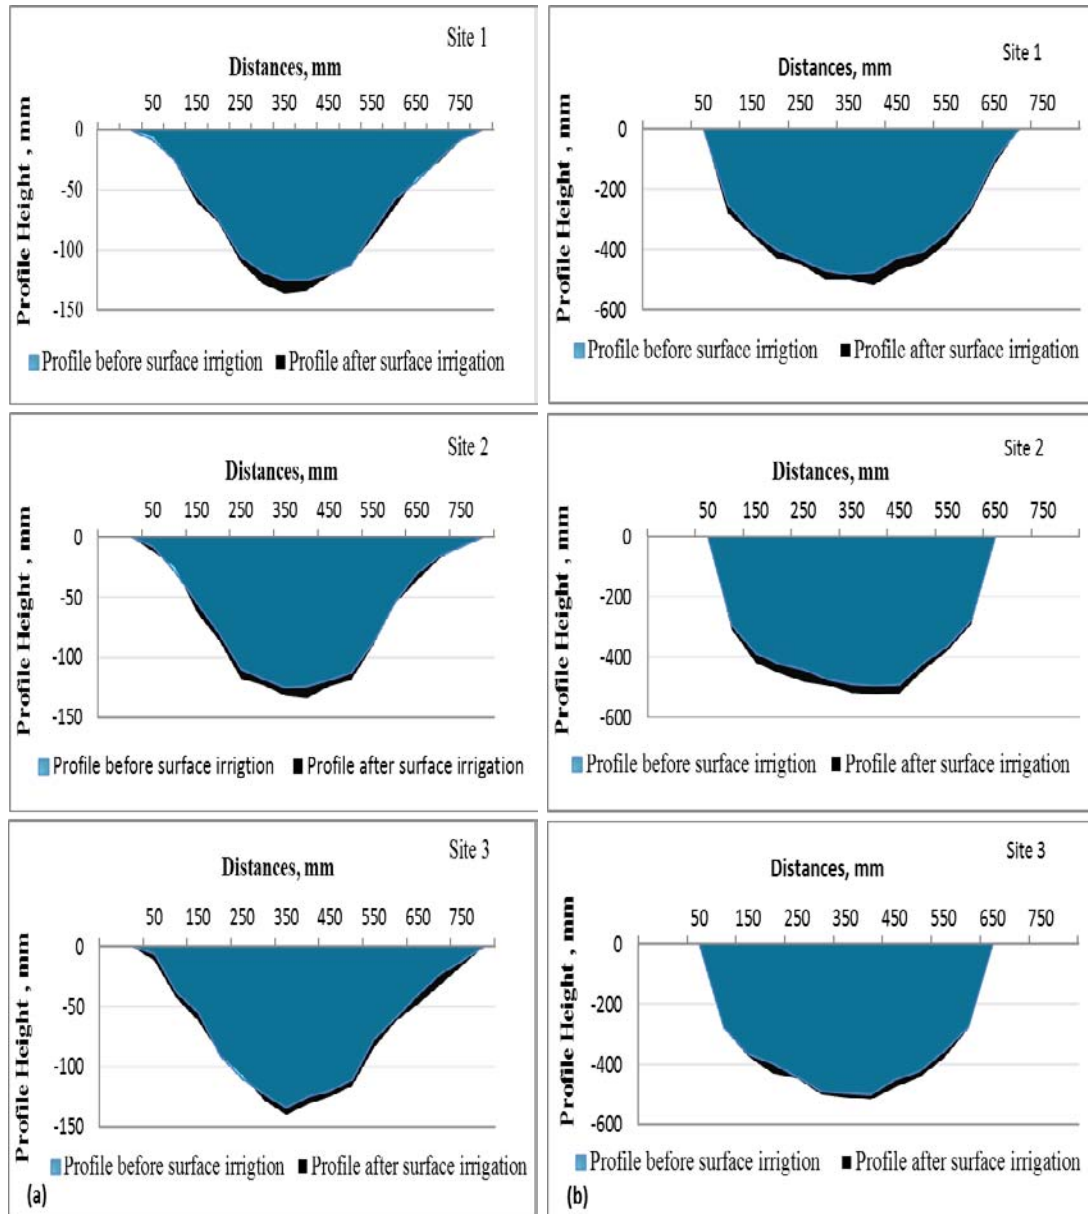 Site 1
Distances, mm
50 150 250 350 450 550 650 750
0
-50
-100
-150
Profile Height , mm
Profile before surface irrigtion Profile after surface irrigation
Site 1
Distances, mm
50 150 250 350 450 550 650 750
0
-200
-400
-600
Profile Height , mm
Profile before surface irrigtion Profile after surface irrigation
Site 2
Distances, mm
50 150 250 350 450 550 650 750
0
-50
-100
-150
Profile Height , mm
Profile before surface irrigtion Profile after surface irrigation
Site 2
Distances, mm
50 150 250 350 450 550 650 750
0
-200
-400
-600
Profile Height , mm
Profile before surface irrigtion Profile after surface irrigation
Site 3
Distances, mm
50 150 250 350 450 550 650 750
0
-50
-100
-150
Profile Height , mm
Profile before surface irrigtion Profile after surface irrigation
(a)
Site 3
Distances, mm
50 150 250 350 450 550 650 750
0
-200
-400
-600
Profile Height , mm
Profile before surface irrigtion Profile after surface irrigation
(b)